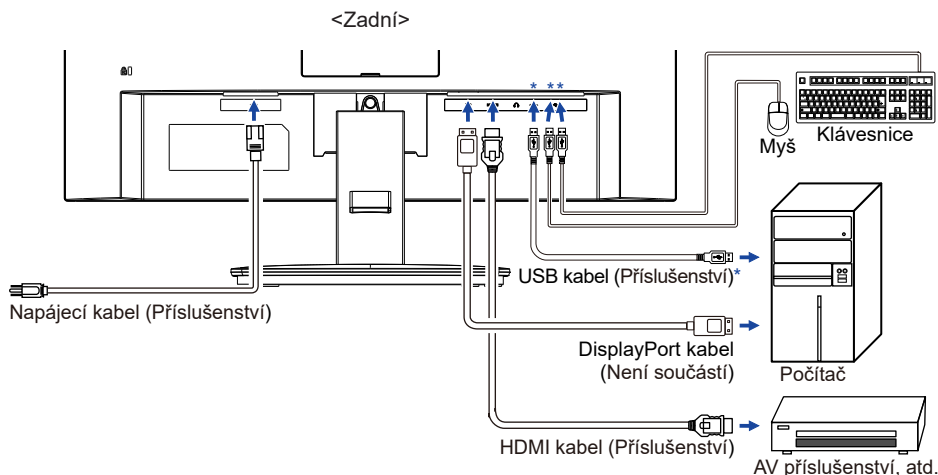 <Zadní>
* **
Myš
Klávesnice
USB kabel (Příslušenství)*
Napájecí kabel (Příslušenství)
DisplayPort kabel
(Není součástí)
Počítač
HDMI kabel (Příslušenství)
AV příslušenství, atd.